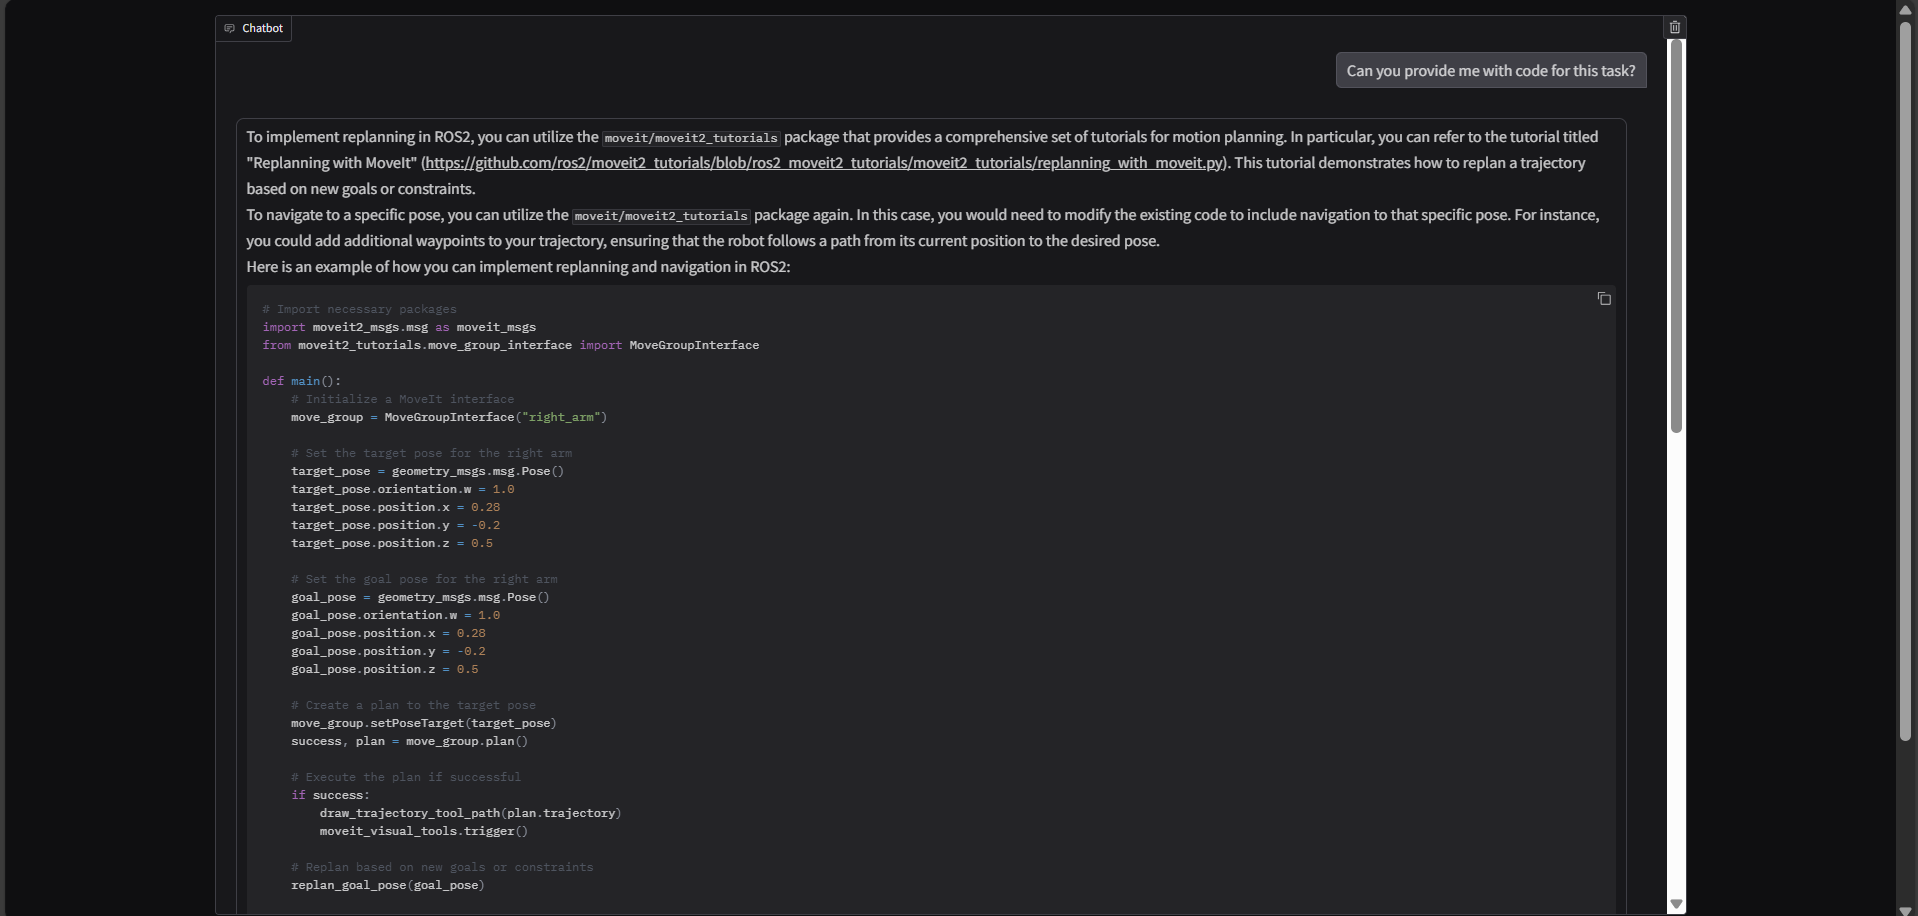 Chatbot
Can you provide me with code for this task?
To implement replanning in ROS2, you can utilize the moveit/moveit2_tutorials package that provides a comprehensive set of tutorials for motion planning. In particular, you can refer to the tutorial titled
"Replanning with MoveIt" (https://github.com/ros2/moveit2_tutorials/blob/ros2_moveit2_tutorials/moveit2_tutorials/replanning_with_moveit.py). This tutorial demonstrates how to replan a trajectory
based on new goals or constraints.
To navigate to a specific pose, you can utilize the moveit/moveit2_tutorials package again. In this case, you would need to modify the existing code to include navigation to that specific pose. For instance,
you could add additional waypoints to your trajectory, ensuring that the robot follows a path from its current position to the desired pose.
Here is an example of how you can implement replanning and navigation in ROS2:
# Import necessary packages
import moveit2_msgs.msg as moveit_msgs
from moveit2_tutorials.move_group_interface import MoveGroupInterface
def main():
# Initialize a MoveIt interface
move_group = MoveGroupInterface("right_arm")
# Set the target pose for the right arm
target_pose = geometry_msgs.msg.Pose()
target_pose.orientation.w = 1.0
target_pose.position.x = 0.28
target_pose.position.y = -0.2
target_pose.position.z = 0.5
# Set the goal pose for the right arm
goal_pose = geometry_msgs.msg.Pose()
goal_pose.orientation.w = 1.0
goal_pose.position.x = 0.28
goal_pose.position.y = -0.2
goal_pose.position.z = 0.5
# Create a plan to the target pose
move_group.setPoseTarget(target_pose)
success, plan = move_group.plan()
# Execute the plan if successful
if success:
draw_trajectory_tool_path(plan.trajectory)
moveit_visual_tools.trigger()
# Replan based on new goals or constraints
replan_goal_pose(goal_pose)